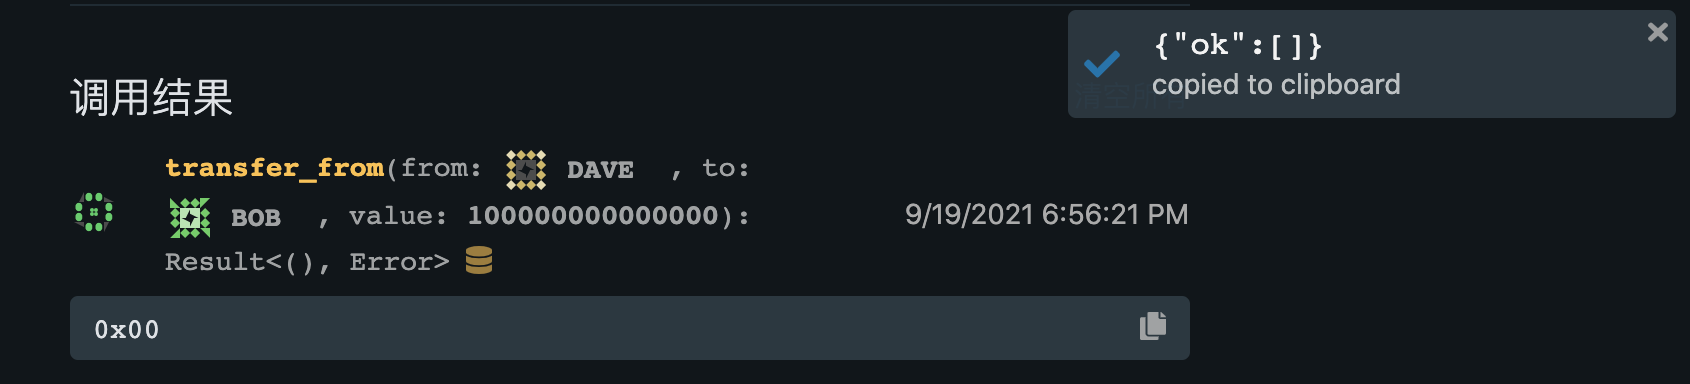 {"ok":[]}
copied to clipboard
调用结果
transfer_from(from: DAVE , to:
BOB , value: 100000000000000):
9/19/2021 6:56:21 PM
Result<(), Error>
0x00